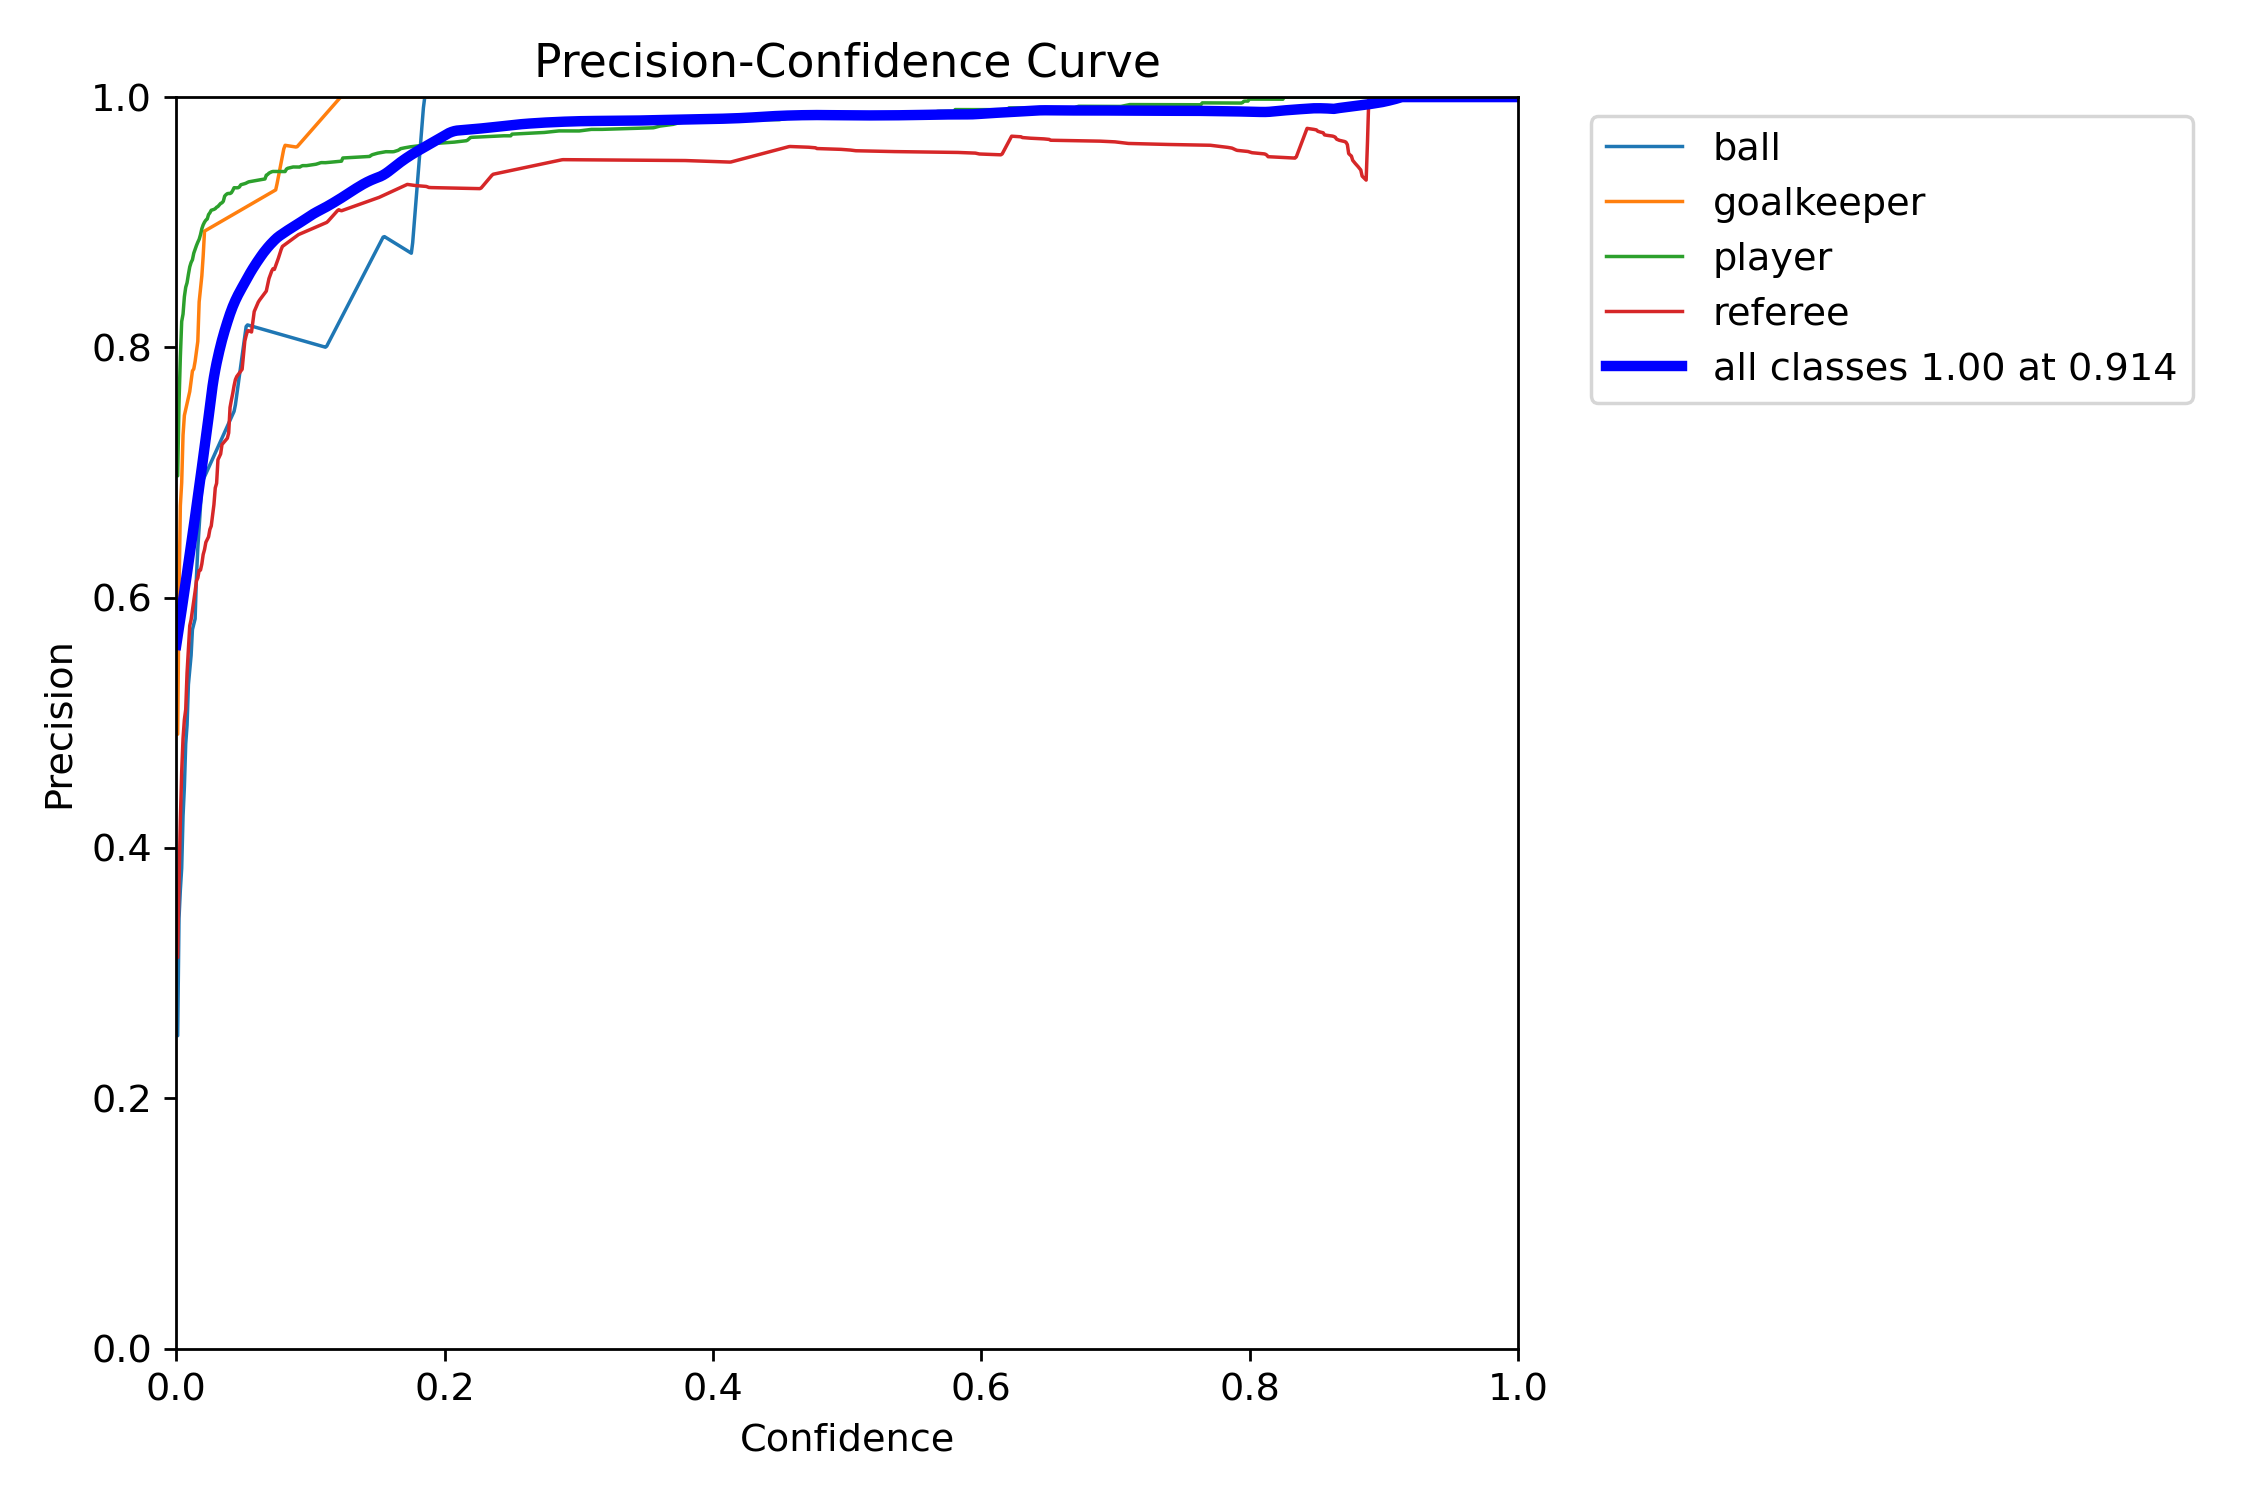 Precision-Confidence Curve
1.0
0.8
0.6
0.4
0.2
0.0
Precision
0.0 0.2 0.4 0.6 0.8 1.0
Confidence
ball
goalkeeper
player
referee
all classes 1.00 at 0.914